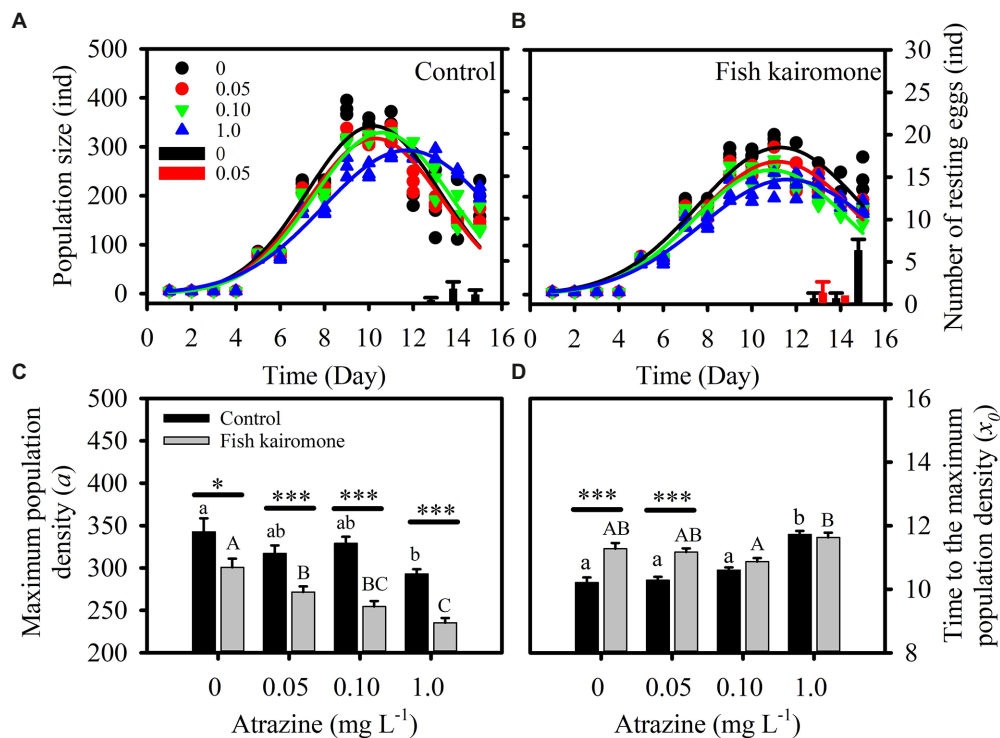 A
B
500
400
300
200
100
0
Population size (ind)
Control
0
0.05
0.10
1.0
0
0.05
0 2 4 6 8 10 12 14 16
Time (Day)
Fish kairomone
30
25
20
15
10
5
0
Number of resting eggs (ind)
0 2 4 6 8 10 12 14 16
Time (Day)
C
D
500
450
400
350
300
250
200
Maximum population
density (a)
Control
Fish kairomone
* *** *** ***
a A ab B ab BC b C
0 0.05 0.10 1.0
Atrazine (mg L⁻¹)
*** ***
a AB a AB a A b B
16
14
12
10
8
Time to the maximum
population density (x₀)
0 0.05 0.10 1.0
Atrazine (mg L⁻¹)